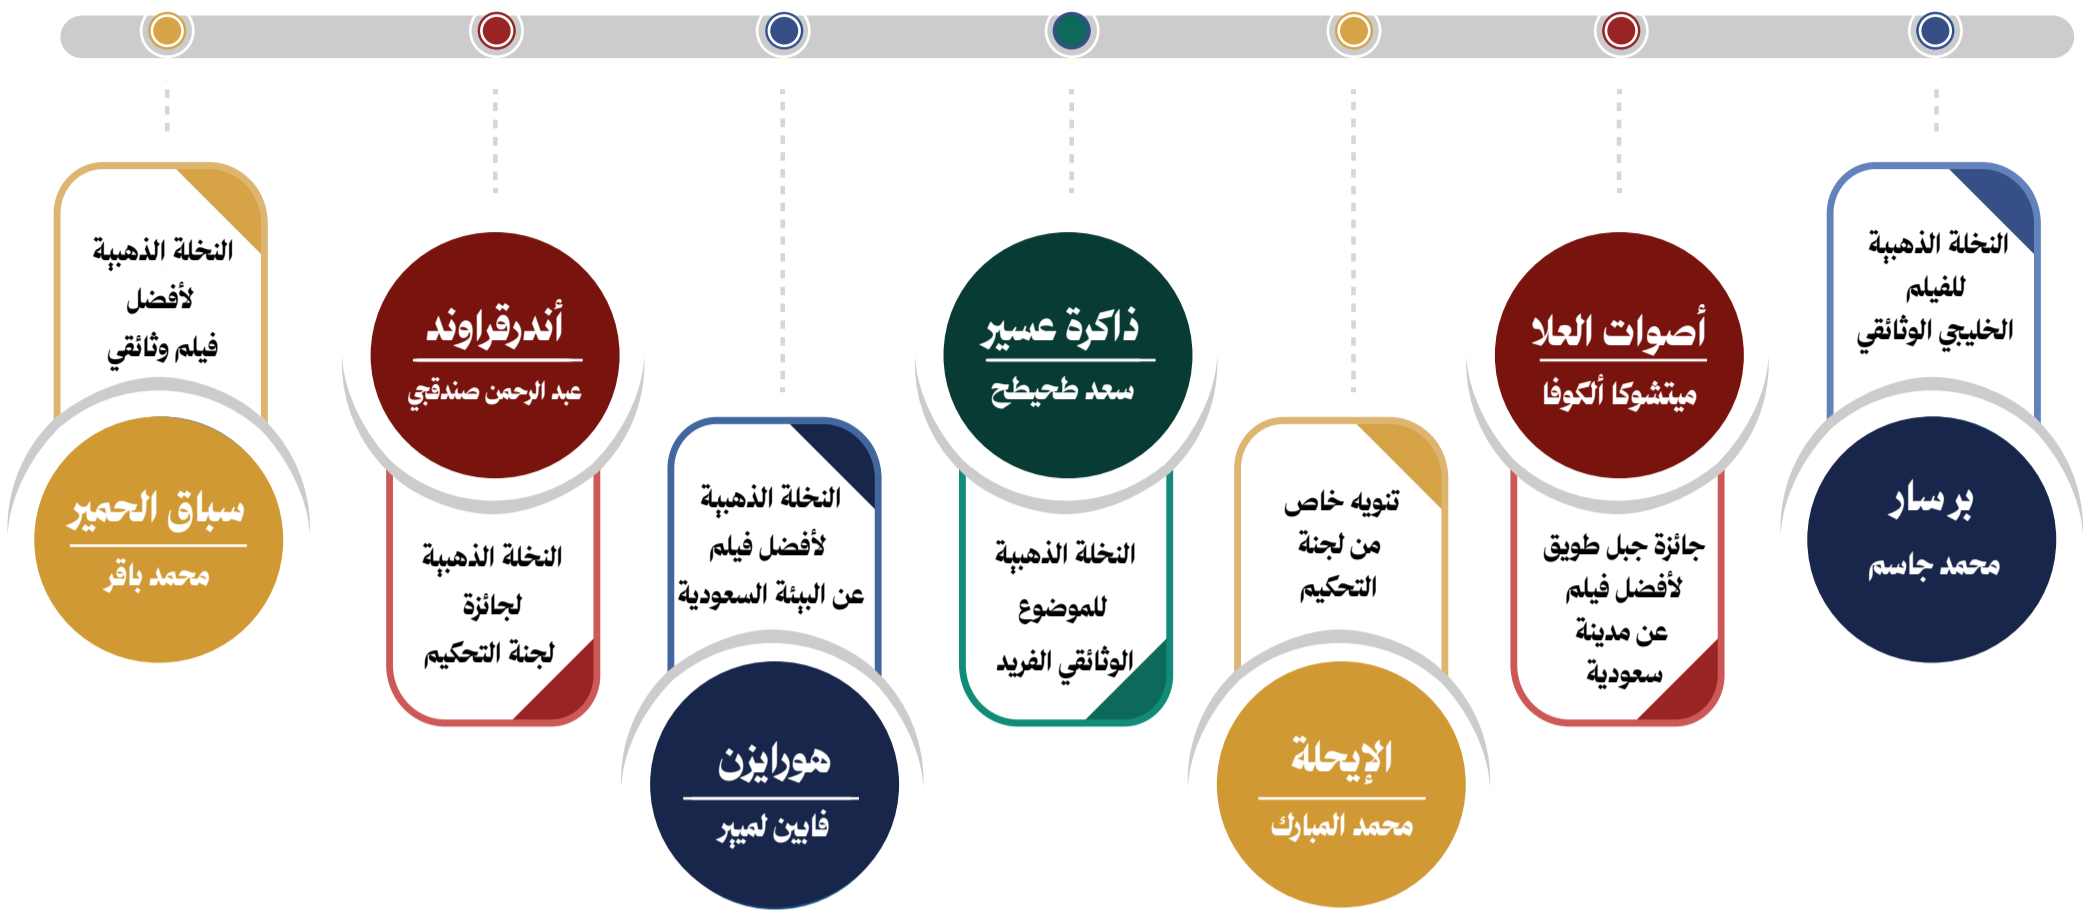 النخلة الذهبية
للفيلم
الخليجي الوثائقي
بر سار
محمد جاسم
أصوات العلا
ميتشوكا ألكوفا
جائزة جبل طويق
لأفضل فيلم
عن مدينة
سعودية
تنويه خاص
من لجنة
التحكيم
الإيحلة
محمد المبارك
ذاكرة عسير
سعد طحيطح
النخلة الذهبية
للموضوع
الوثائقي الفريد
النخلة الذهبية
لأفضل فيلم
عن البيئة السعودية
هورايزن
فابين لميير
أندرقراوند
عبد الرحمن صندقجي
النخلة الذهبية
لجائزة
لجنة التحكيم
النخلة الذهبية
لأفضل
فيلم وثائقي
سباق الحمير
محمد باقر